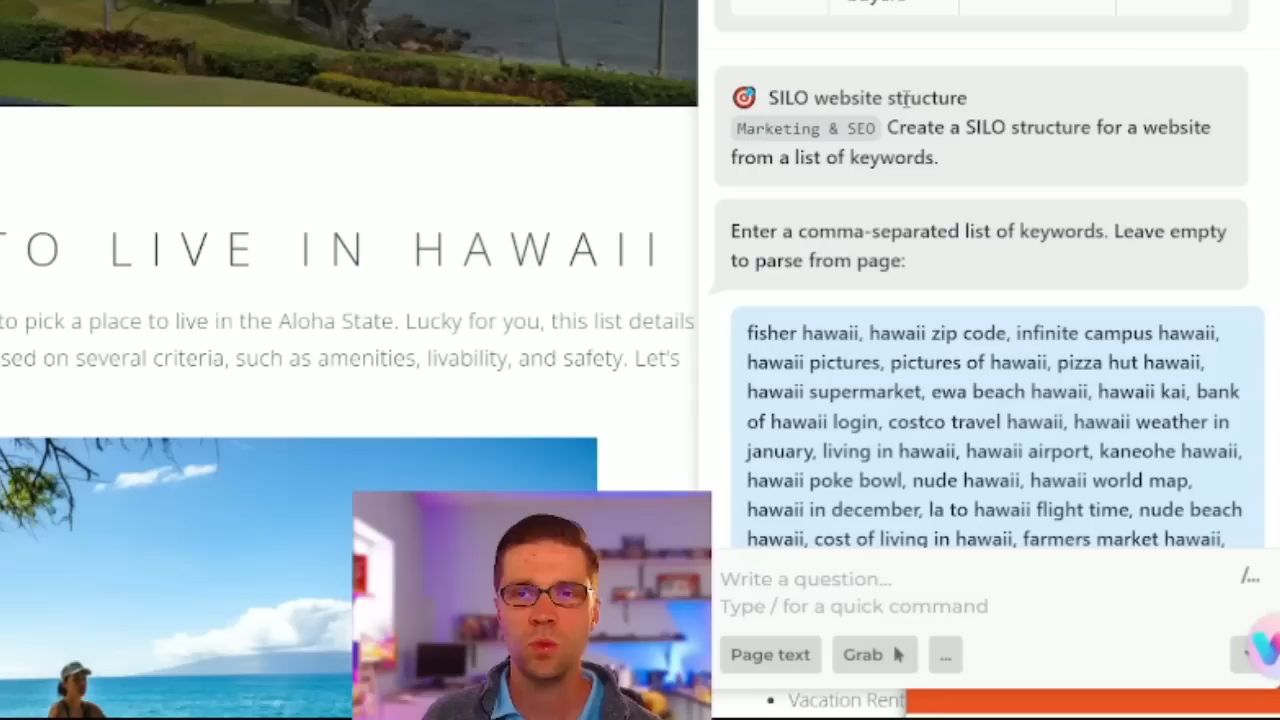 TO LIVE IN HAWAII
to pick a place to live in the Aloha State. Lucky for you, this list details
sed on several criteria, such as amenities, livability, and safety. Let's
SILO website structure
Marketing & SEO Create a SILO structure for a website
from a list of keywords.
Enter a comma-separated list of keywords. Leave empty
to parse from page:
fisher hawaii, hawaii zip code, infinite campus hawaii,
hawaii pictures, pictures of hawaii, pizza hut hawaii,
hawaii supermarket, ewa beach hawaii, hawaii kai, bank
of hawaii login, costco travel hawaii, hawaii weather in
january, living in hawaii, hawaii airport, kaneohe hawaii,
hawaii poke bowl, nude hawaii, hawaii world map,
hawaii in december, la to hawaii flight time, nude beach
hawaii, cost of living in hawaii, farmers market hawaii,
Write a question...
/...
Type / for a quick command
Page text
Grab
...
Vacation Rent